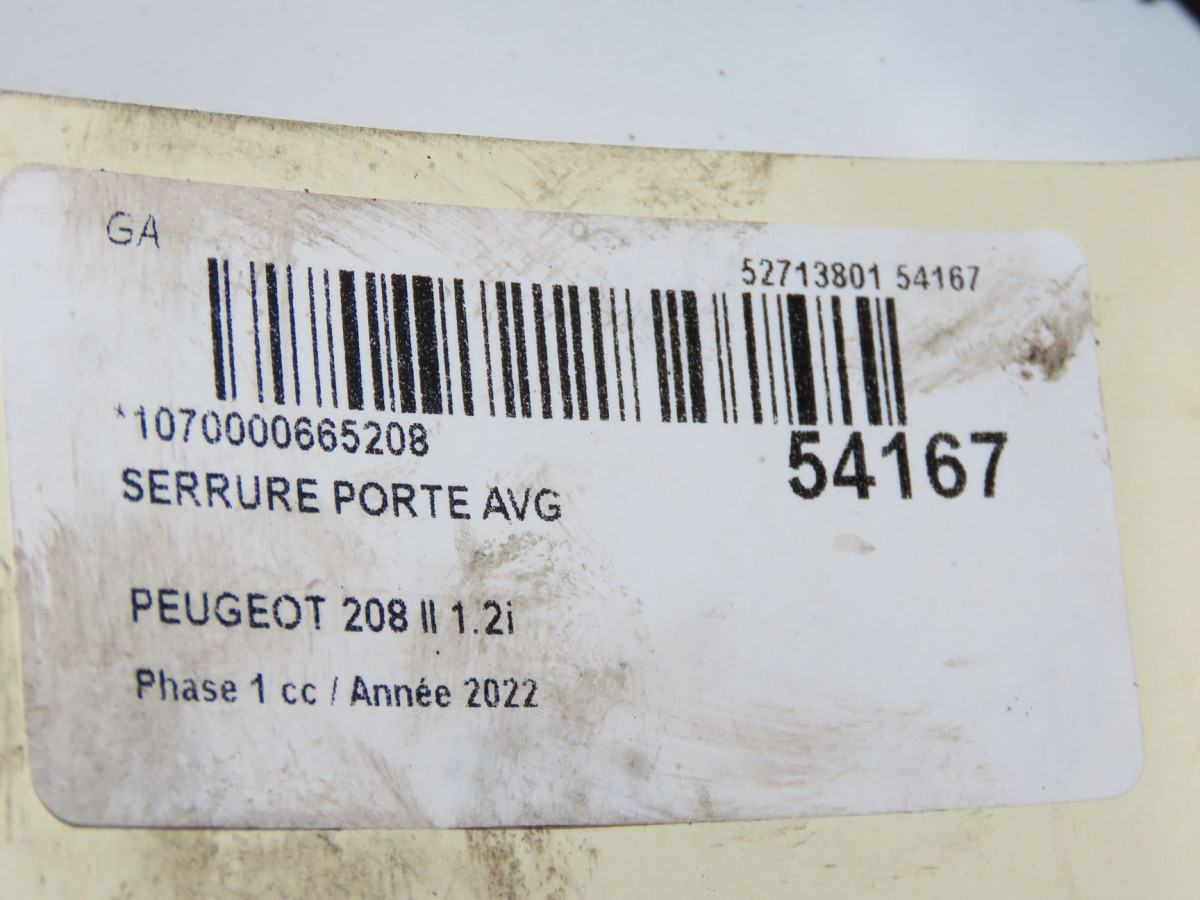 GA
52713801 54167
*1070000665208
54167
SERRURE PORTE AVG
PEUGEOT 208 II 1.2i
Phase 1 cc / Année 2022